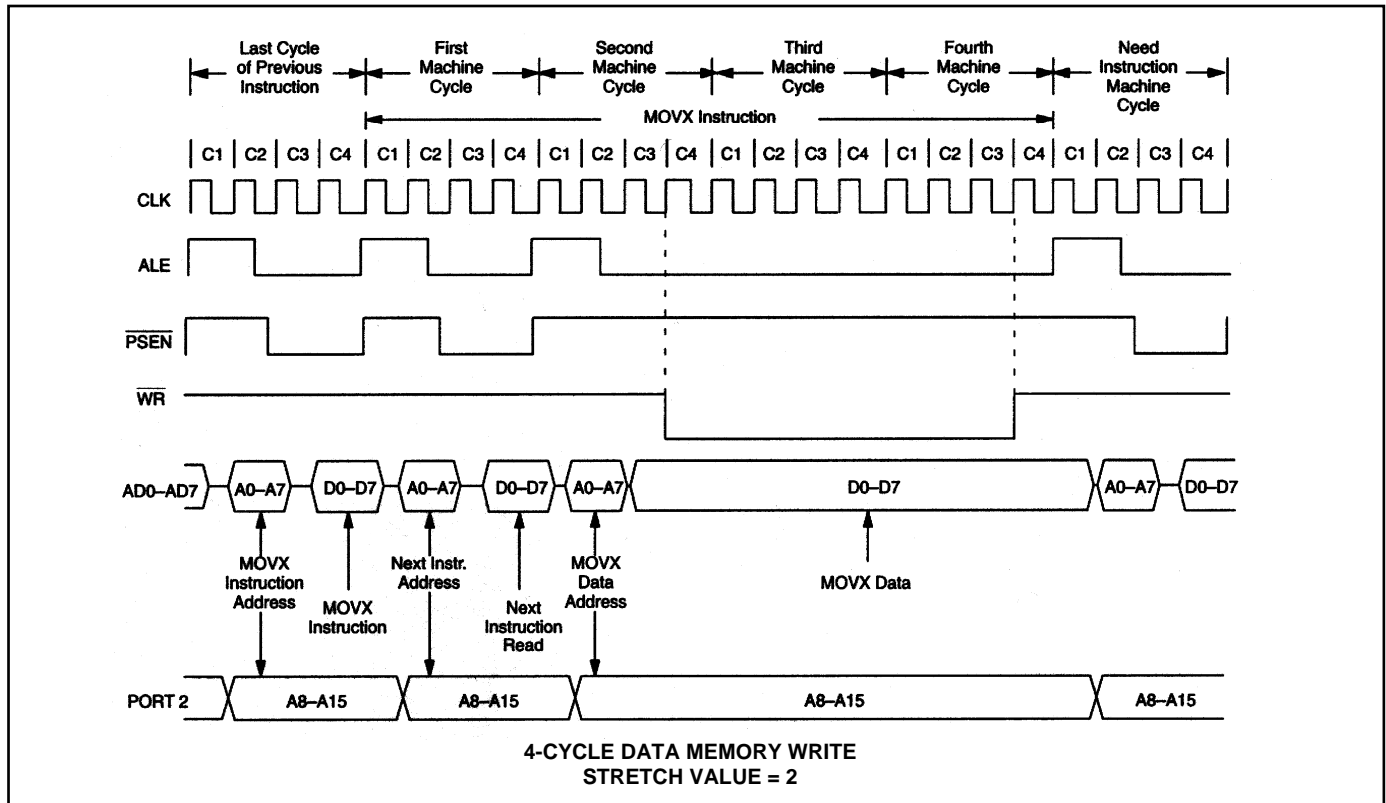 Last Cycle
of Previous
Instruction
First
Machine
Cycle
Second
Machine
Cycle
Third
Machine
Cycle
Fourth
Machine
Cycle
Need
Instruction
Machine
Cycle
MOVX Instruction
C1 C2 C3 C4 C1 C2 C3 C4 C1 C2 C3 C4 C1 C2 C3 C4 C1 C2 C3 C4 C1 C2 C3 C4
CLK
ALE
PSEN
WR
AD0–AD7 A0–A7 D0–D7 A0–A7 D0–D7 A0–A7 D0–D7 A0–A7 D0–D7
MOVX
Instruction
Address
MOVX
Instruction
Next Instr.
Address
Next
Instruction
Read
MOVX
Data
Address
MOVX Data
PORT 2 A8–A15 A8–A15 A8–A15 A8–A15
4-CYCLE DATA MEMORY WRITE
STRETCH VALUE = 2